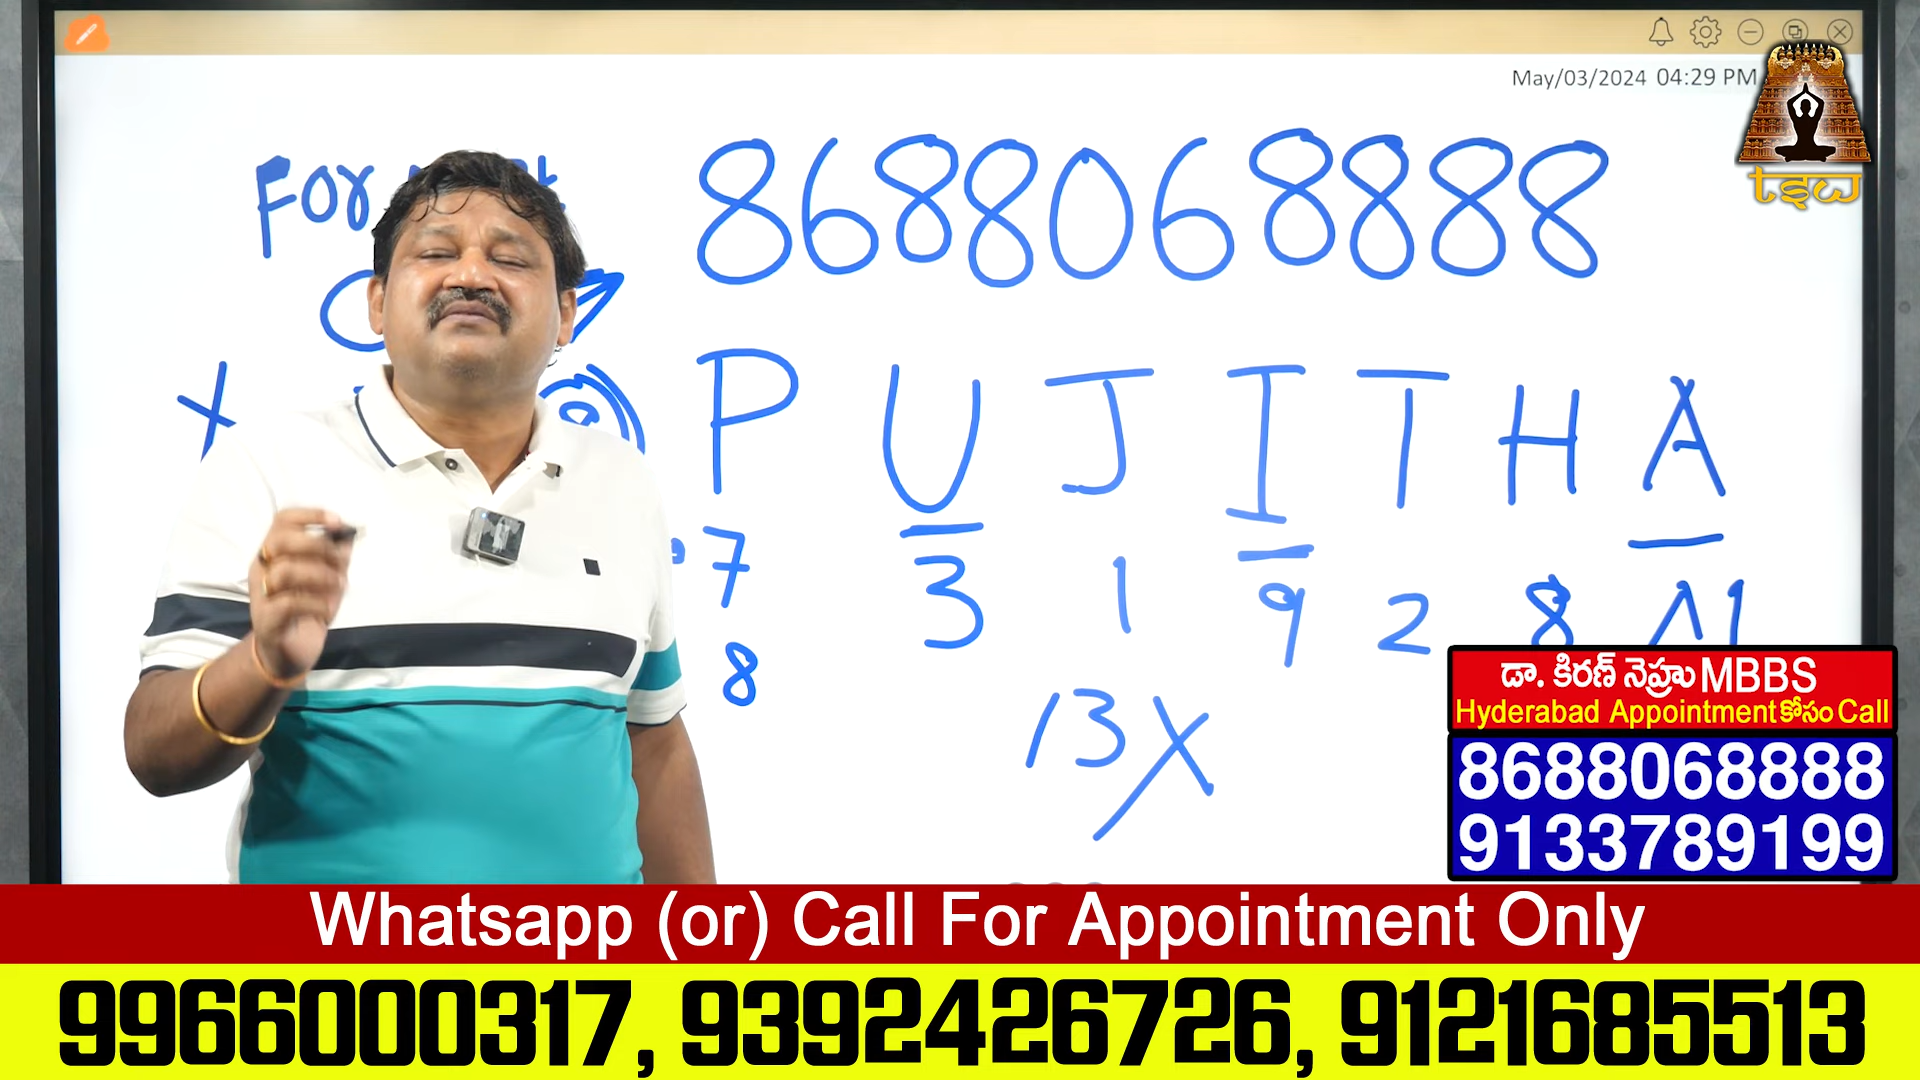 May/03/2024 04:29 PM
tsw
For
8688068888
X
P U J I T H A
7 3 1 9 2 8 1
8
13 X
డా. కిరణ్ నెహ్రు MBBS
Hyderabad Appointment కోసం Call
8688068888
9133789199
Whatsapp (or) Call For Appointment Only
9966000317, 9392426726, 9121685513